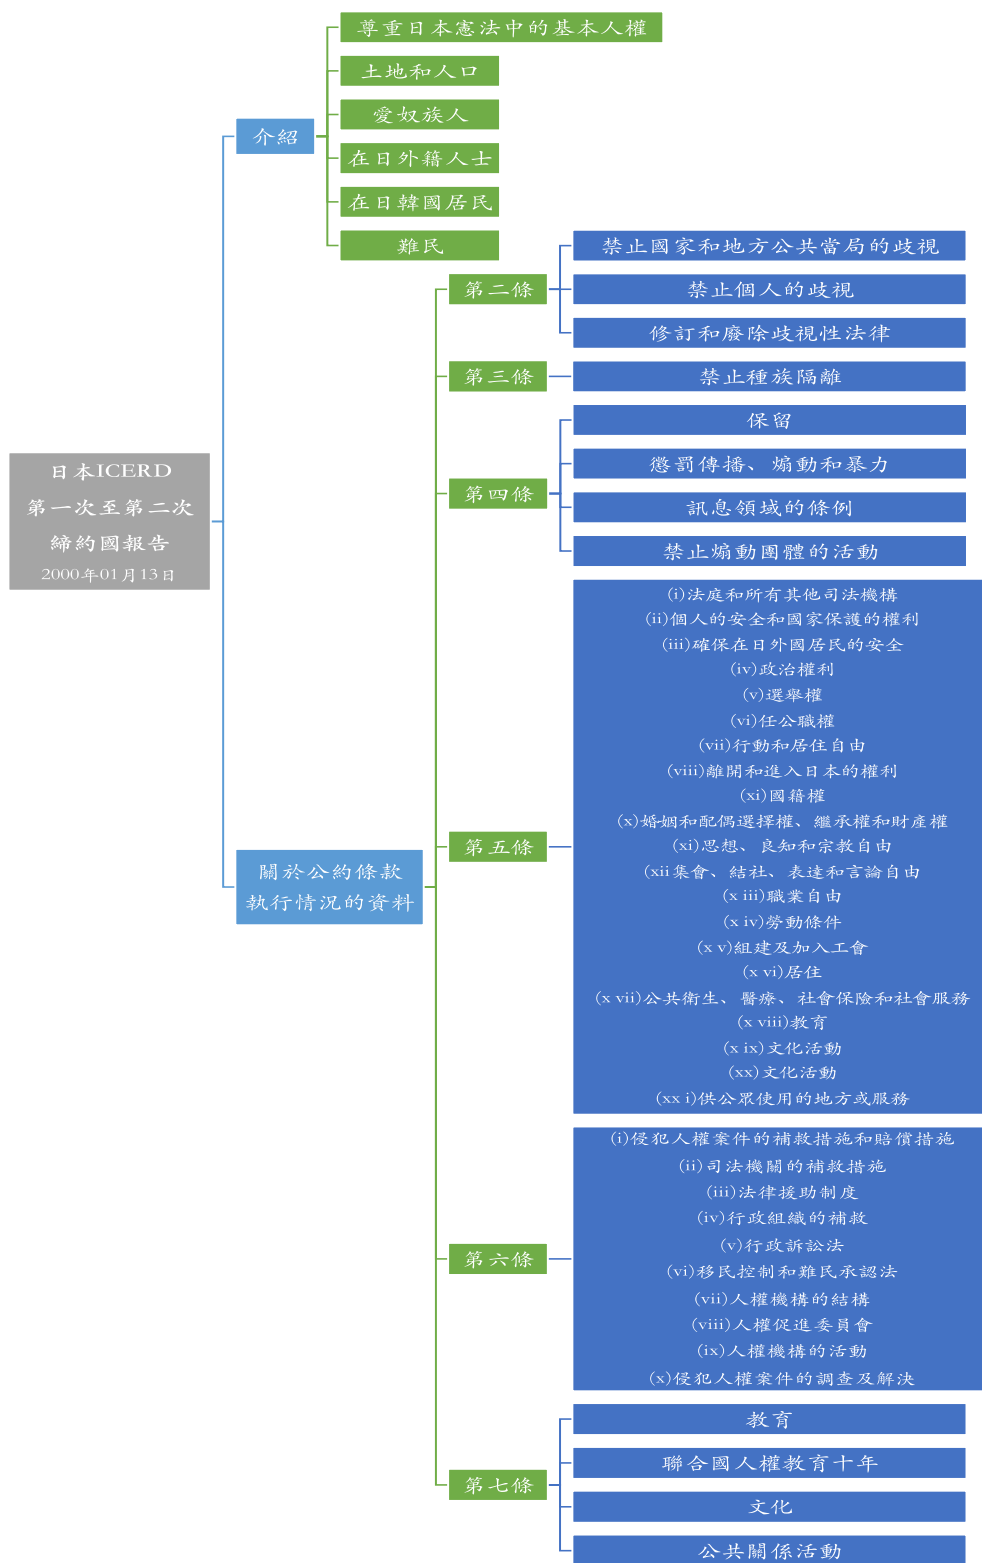 日本ICERD
第一次至第二次
締約國報告
2000年01月13日
介紹
尊重日本憲法中的基本人權
土地和人口
愛奴族人
在日外籍人士
在日韓國居民
難民
關於公約條款
執行情況的資料
第二條
禁止國家和地方公共當局的歧視
禁止個人的歧視
修訂和廢除歧視性法律
第三條
禁止種族隔離
第四條
保留
懲罰傳播、煽動和暴力
訊息領域的條例
禁止煽動團體的活動
第五條
(i)法庭和所有其他司法機構
(ii)個人的安全和國家保護的權利
(iii)確保在日外國居民的安全
(iv)政治權利
(v)選舉權
(vi)任公職權
(vii)行動和居住自由
(viii)離開和進入日本的權利
(xi)國籍權
(x)婚姻和配偶選擇權、繼承權和財產權
(xi)思想、良知和宗教自由
(xii集會、結社、表達和言論自由
(x iii)職業自由
(x iv)勞動條件
(x v)組建及加入工會
(x vi)居住
(x vii)公共衛生、醫療、社會保險和社會服務
(x viii)教育
(x ix)文化活動
(xx)文化活動
(xx i)供公眾使用的地方或服務
第六條
(i)侵犯人權案件的補救措施和賠償措施
(ii)司法機關的補救措施
(iii)法律援助制度
(iv)行政組織的補救
(v)行政訴訟法
(vi)移民控制和難民承認法
(vii)人權機構的結構
(viii)人權促進委員會
(ix)人權機構的活動
(x)侵犯人權案件的調查及解決
第七條
教育
聯合國人權教育十年
文化
公共關係活動